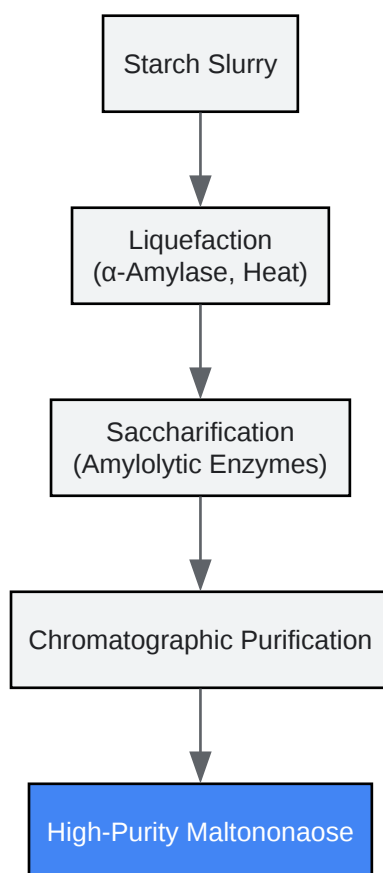 Starch Slurry
Liquefaction
(α-Amylase, Heat)
Saccharification
(Amylolytic Enzymes)
Chromatographic Purification
High-Purity Maltononaose